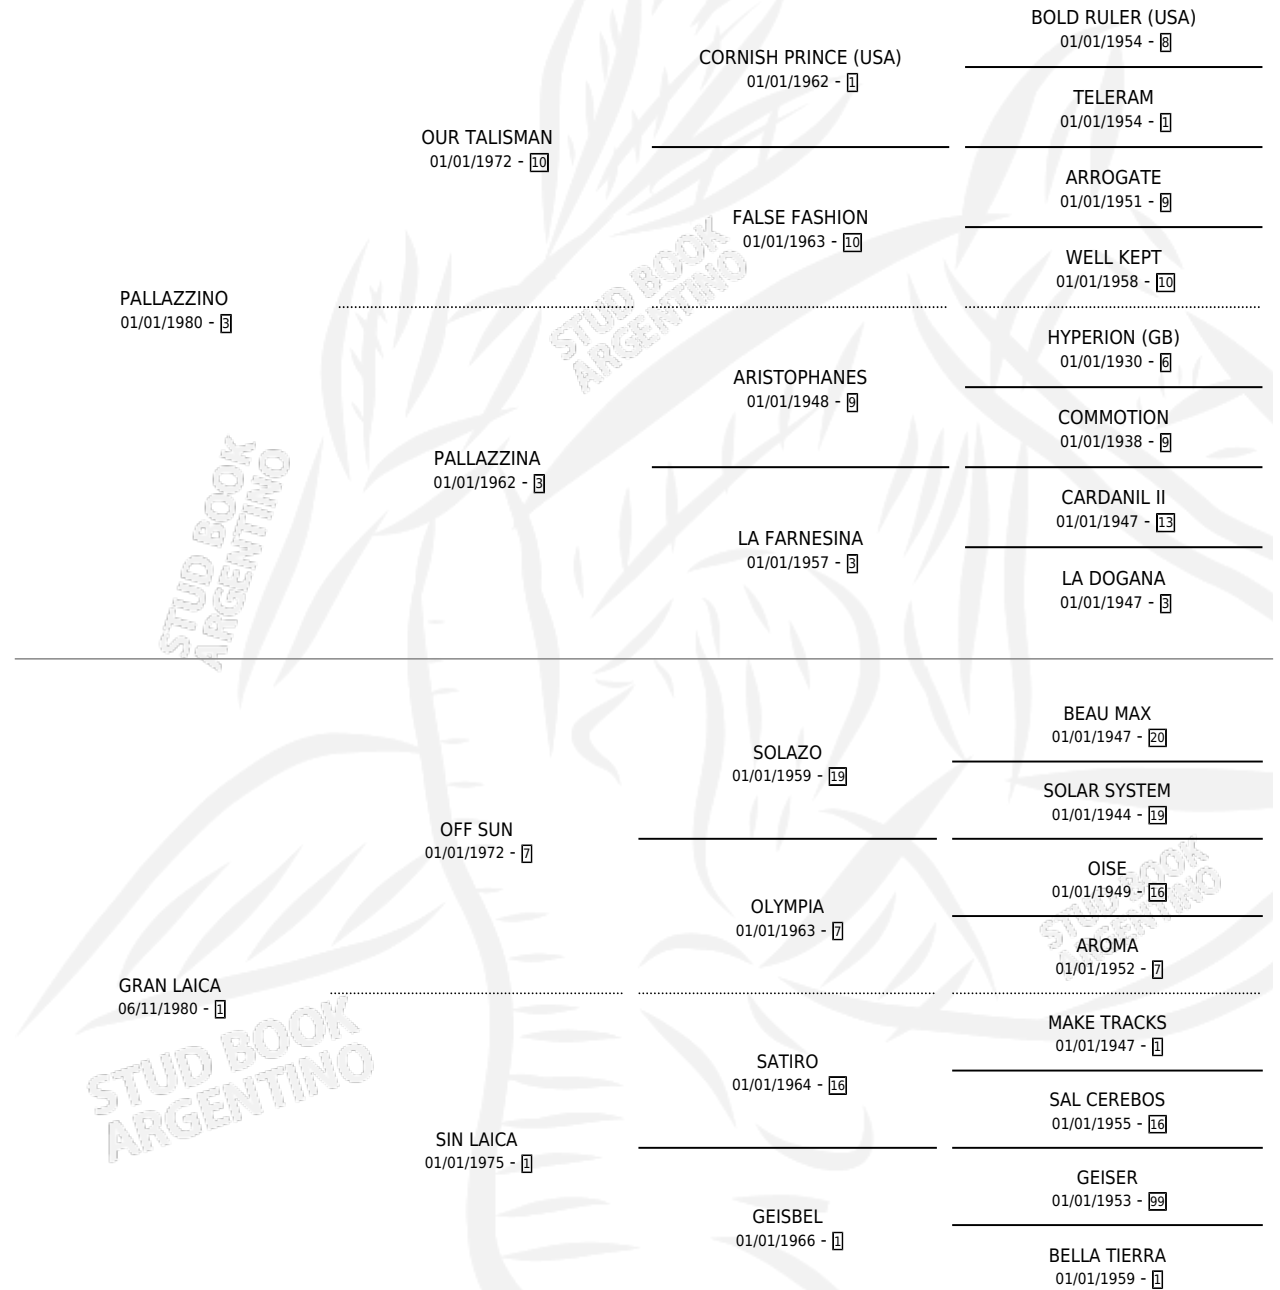 BOLD RULER (USA)
01/01/1954 - 8
CORNISH PRINCE (USA)
01/01/1962 - 1
TELERAM
01/01/1954 - 1
OUR TALISMAN
01/01/1972 - 10
ARROGATE
01/01/1951 - 9
FALSE FASHION
01/01/1963 - 10
WELL KEPT
01/01/1958 - 10
PALLAZZINO
01/01/1980 - 3
HYPERION (GB)
01/01/1930 - 6
ARISTOPHANES
01/01/1948 - 9
COMMOTION
01/01/1938 - 9
PALLAZZINA
01/01/1962 - 3
CARDANIL II
01/01/1947 - 13
LA FARNESINA
01/01/1957 - 3
LA DOGANA
01/01/1947 - 3
BEAU MAX
01/01/1947 - 20
SOLAZO
01/01/1959 - 19
SOLAR SYSTEM
01/01/1944 - 19
OFF SUN
01/01/1972 - 7
OISE
01/01/1949 - 16
OLYMPIA
01/01/1963 - 7
AROMA
01/01/1952 - 7
GRAN LAICA
06/11/1980 - 1
MAKE TRACKS
01/01/1947 - 1
SATIRO
01/01/1964 - 16
SAL CEREBOS
01/01/1955 - 16
SIN LAICA
01/01/1975 - 1
GEISER
01/01/1953 - 99
GEISBEL
01/01/1966 - 1
BELLA TIERRA
01/01/1959 - 1
STUD BOOK
ARGENTINO
STUD BOOK
ARGENTINO
STUD BOOK
ARGENTINO
STUD BOOK
ARGENTINO